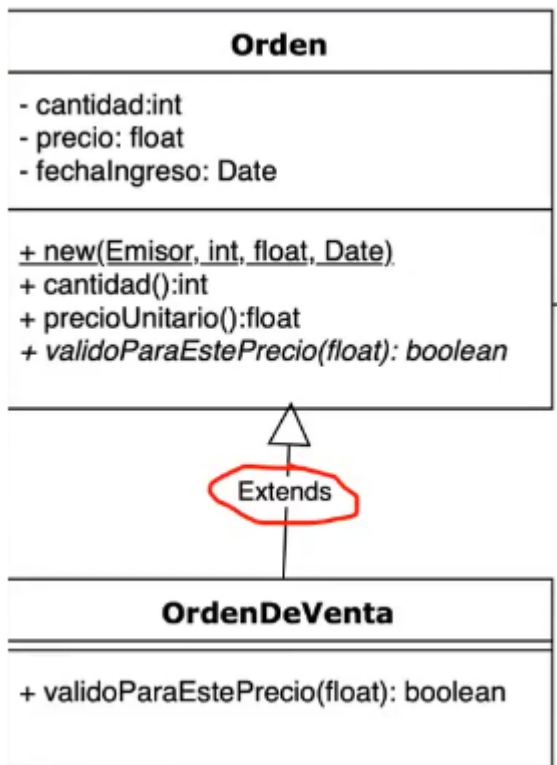 Orden
- cantidad:int
- precio: float
- fechaIngreso: Date
+ new(Emisor, int, float, Date)
+ cantidad():int
+ precioUnitario():float
+ validoParaEstePrecio(float): boolean
Extends
OrdenDeVenta
+ validoParaEstePrecio(float): boolean